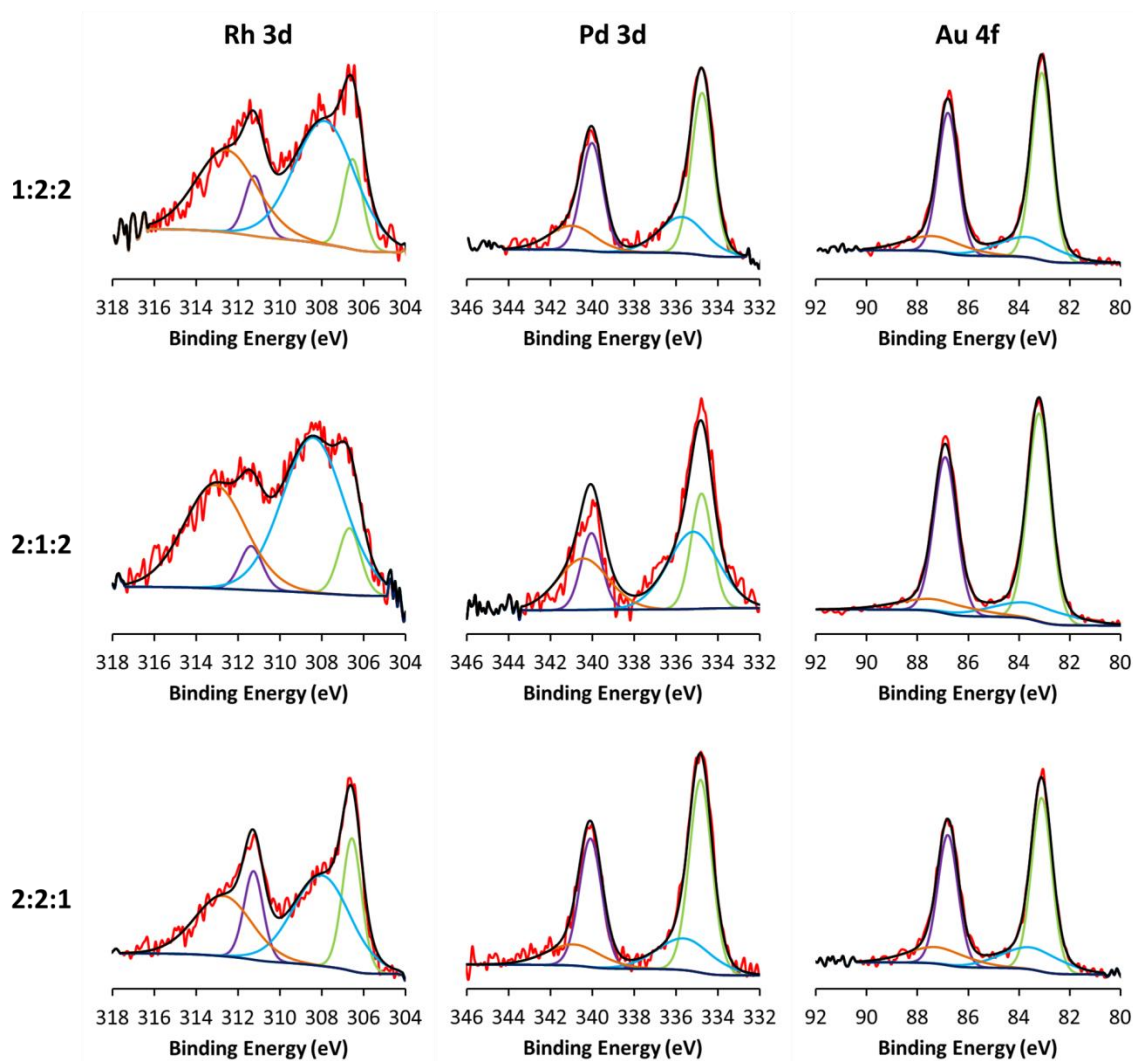 Rh 3d Pd 3d Au 4f
1:2:2
318 316 314 312 310 308 306 304 346 344 342 340 338 336 334 332 92 90 88 86 84 82 80
Binding Energy (eV) Binding Energy (eV) Binding Energy (eV)
2:1:2
318 316 314 312 310 308 306 304 346 344 342 340 338 336 334 332 92 90 88 86 84 82 80
Binding Energy (eV) Binding Energy (eV) Binding Energy (eV)
2:2:1
318 316 314 312 310 308 306 304 346 344 342 340 338 336 334 332 92 90 88 86 84 82 80
Binding Energy (eV) Binding Energy (eV) Binding Energy (eV)